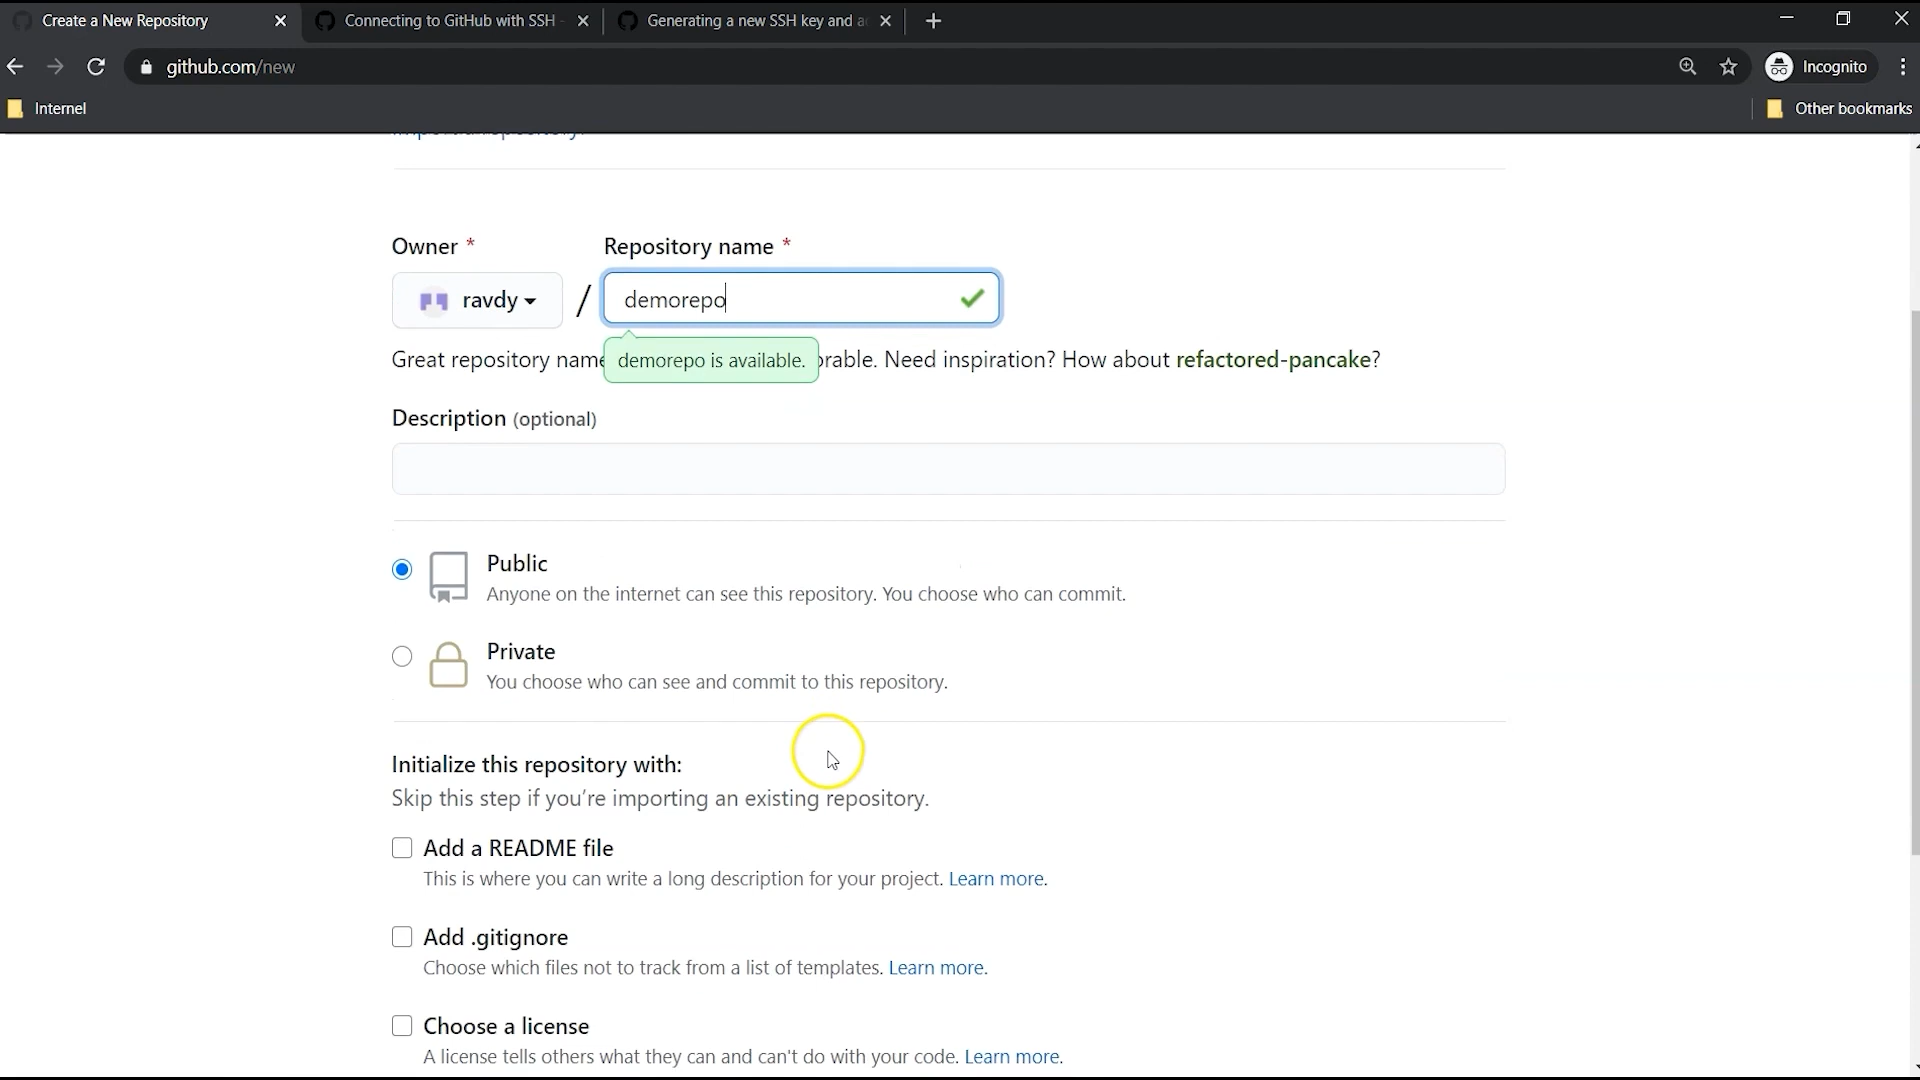 Create a New Repository
Connecting to GitHub with SSH -
Generating a new SSH key and a
github.com/new
Incognito
Internet
Other bookmarks
Owner *
Repository name *
ravdy
/
demorepo
Great repository name
demorepo is available.
orable. Need inspiration? How about refactored-pancake?
Description (optional)
Public
Anyone on the internet can see this repository. You choose who can commit.
Private
You choose who can see and commit to this repository.
Initialize this repository with:
Skip this step if you're importing an existing repository.
Add a README file
This is where you can write a long description for your project. Learn more.
Add .gitignore
Choose which files not to track from a list of templates. Learn more.
Choose a license
A license tells others what they can and can't do with your code. Learn more.